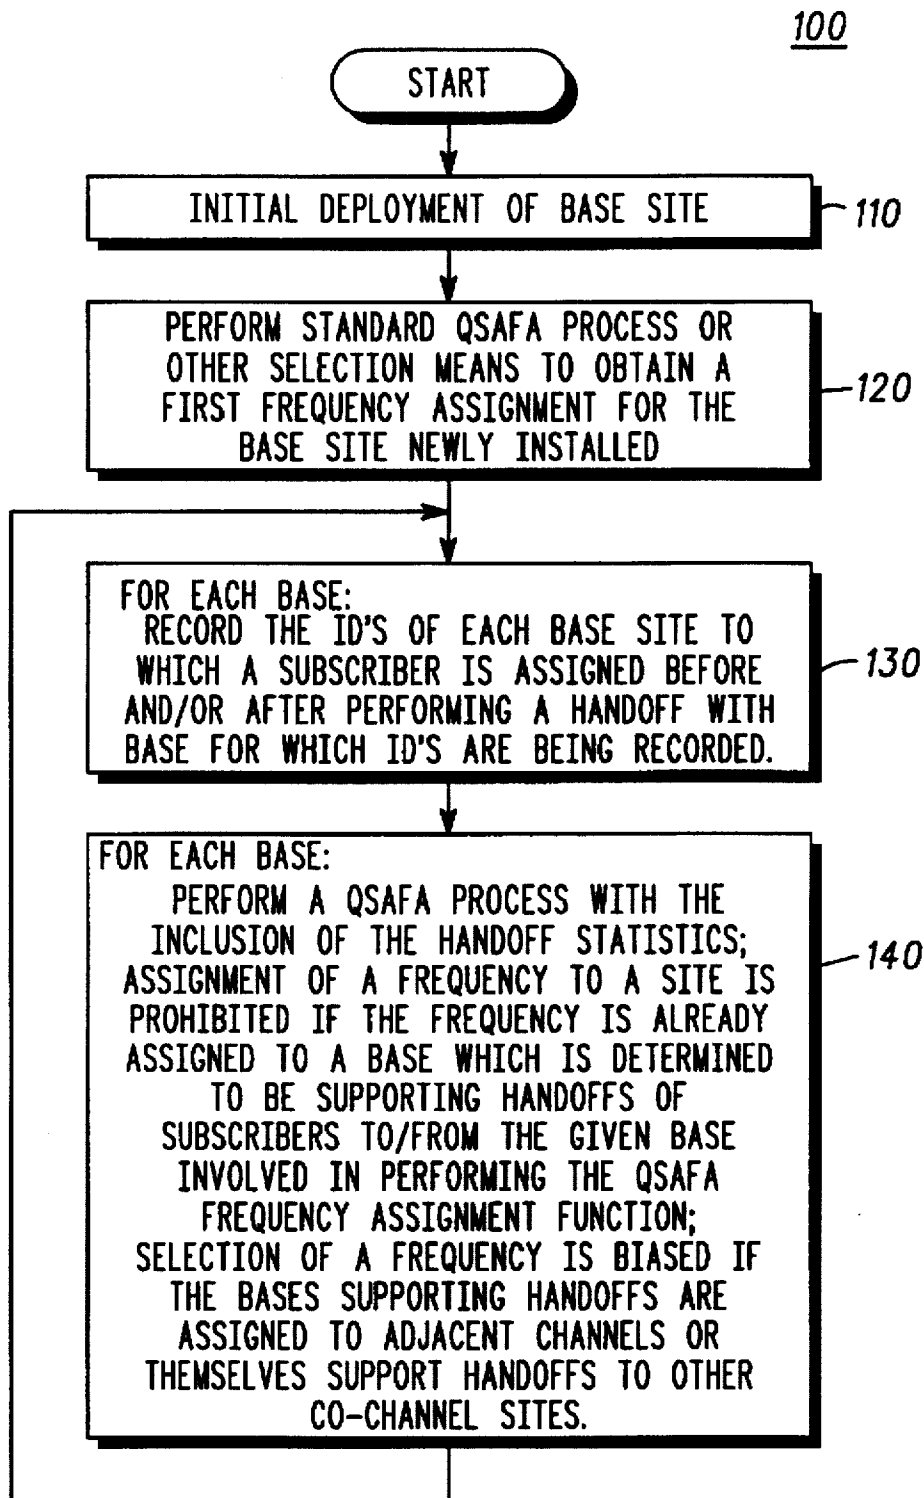 100
START
INITIAL DEPLOYMENT OF BASE SITE
110
PERFORM STANDARD QSAFA PROCESS OR
OTHER SELECTION MEANS TO OBTAIN A
FIRST FREQUENCY ASSIGNMENT FOR THE
BASE SITE NEWLY INSTALLED
120
FOR EACH BASE:
RECORD THE ID'S OF EACH BASE SITE TO
WHICH A SUBSCRIBER IS ASSIGNED BEFORE
AND/OR AFTER PERFORMING A HANDOFF WITH
BASE FOR WHICH ID'S ARE BEING RECORDED.
130
FOR EACH BASE:
PERFORM A QSAFA PROCESS WITH THE
INCLUSION OF THE HANDOFF STATISTICS;
ASSIGNMENT OF A FREQUENCY TO A SITE IS
PROHIBITED IF THE FREQUENCY IS ALREADY
ASSIGNED TO A BASE WHICH IS DETERMINED
TO BE SUPPORTING HANDOFFS OF
SUBSCRIBERS TO/FROM THE GIVEN BASE
INVOLVED IN PERFORMING THE QSAFA
FREQUENCY ASSIGNMENT FUNCTION;
SELECTION OF A FREQUENCY IS BIASED IF
THE BASES SUPPORTING HANDOFFS ARE
ASSIGNED TO ADJACENT CHANNELS OR
THEMSELVES SUPPORT HANDOFFS TO OTHER
CO-CHANNEL SITES.
140